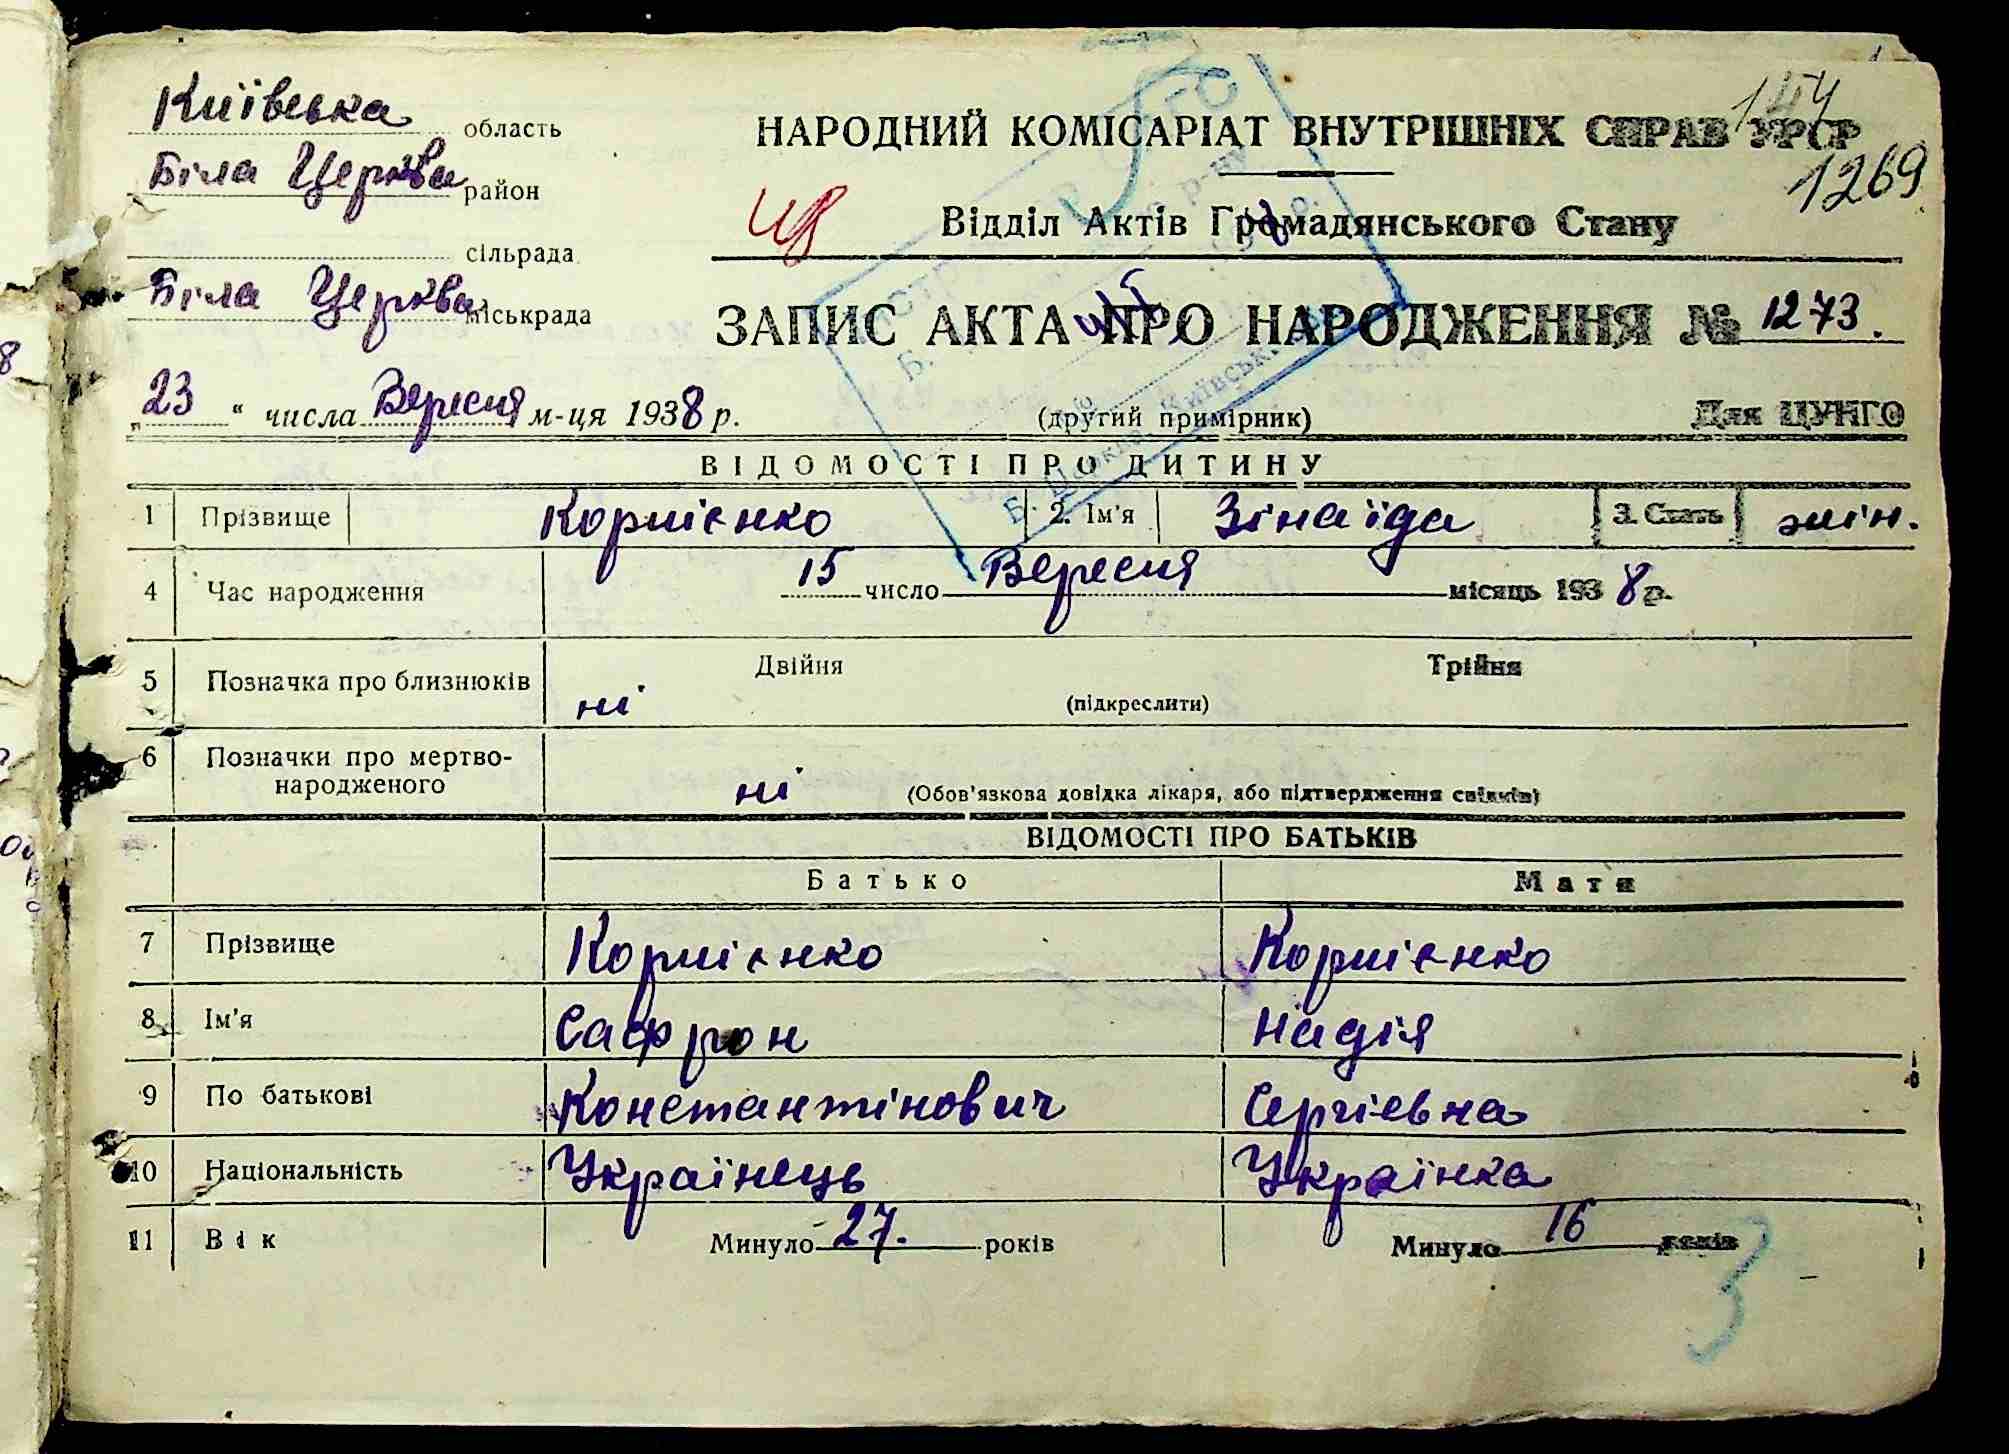 Київська область
Біла Церква район
сільрада
Біла Церква міськрада
144
НАРОДНИЙ КОМІСАРІАТ ВНУТРІШНІХ СПРАВ УРСР
1269
Відділ Актів Громадянського Стану
ЗАПИС АКТА ПРО НАРОДЖЕННЯ № 1273.
„23“ числа Вересня м-ця 1938 р.
(другий примірник)
Для ЦУНГО
ВІДОМОСТІ ПРО ДИТИНУ
1 Прізвище Корнієнко 2. Ім'я Зінаїда 3. Стать жін.
4 Час народження 15 число Вересня місяць 1938 р.
5 Позначка про близнюків ні Двійня Трійня
(підкреслити)
6 Позначки про мертво-
народженого ні (Обов'язкова довідка лікаря, або підтвердження свідків)
ВІДОМОСТІ ПРО БАТЬКІВ
Батько Мати
7 Прізвище Корнієнко Корнієнко
8 Ім'я Сафрон Надія
9 По батькові Константінович Сергієвна
10 Національність Українець Українка
11 Вік Минуло 27. років Минуло 16 років
3